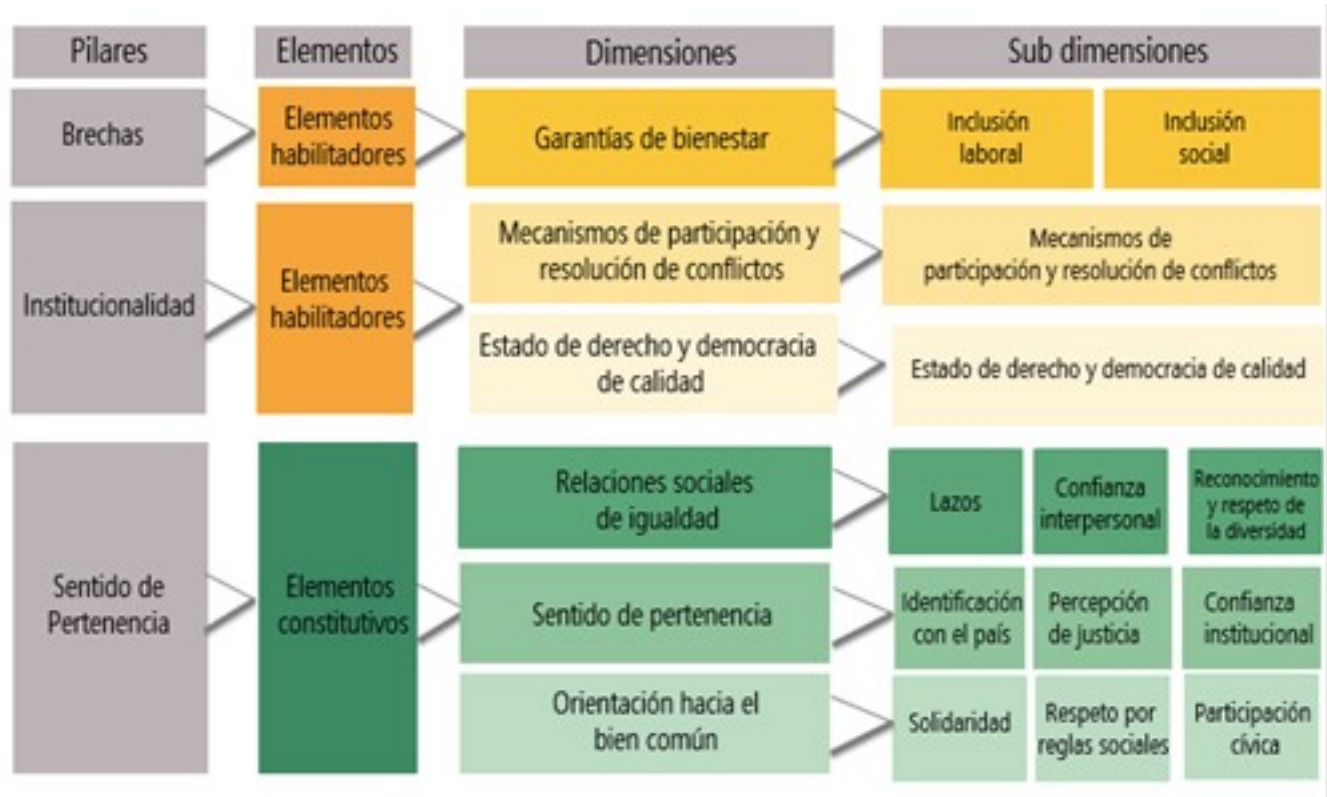 Pilares
Elementos
Dimensiones
Sub dimensiones
Brechas
Elementos
habilitadores
Garantías de bienestar
Inclusión
laboral
Inclusión
social
Institucionalidad
Elementos
habilitadores
Mecanismos de participación y
resolución de conflictos
Mecanismos de
participación y resolución de conflictos
Estado de derecho y democracia
de calidad
Estado de derecho y democracia de calidad
Sentido de
Pertenencia
Elementos
constitutivos
Relaciones sociales
de igualdad
Lazos
Confianza
interpersonal
Reconocimiento
y respeto de
la diversidad
Sentido de pertenencia
Identificación
con el país
Percepción
de justicia
Confianza
institucional
Orientación hacia el
bien común
Solidaridad
Respeto por
reglas sociales
Participación
cívica